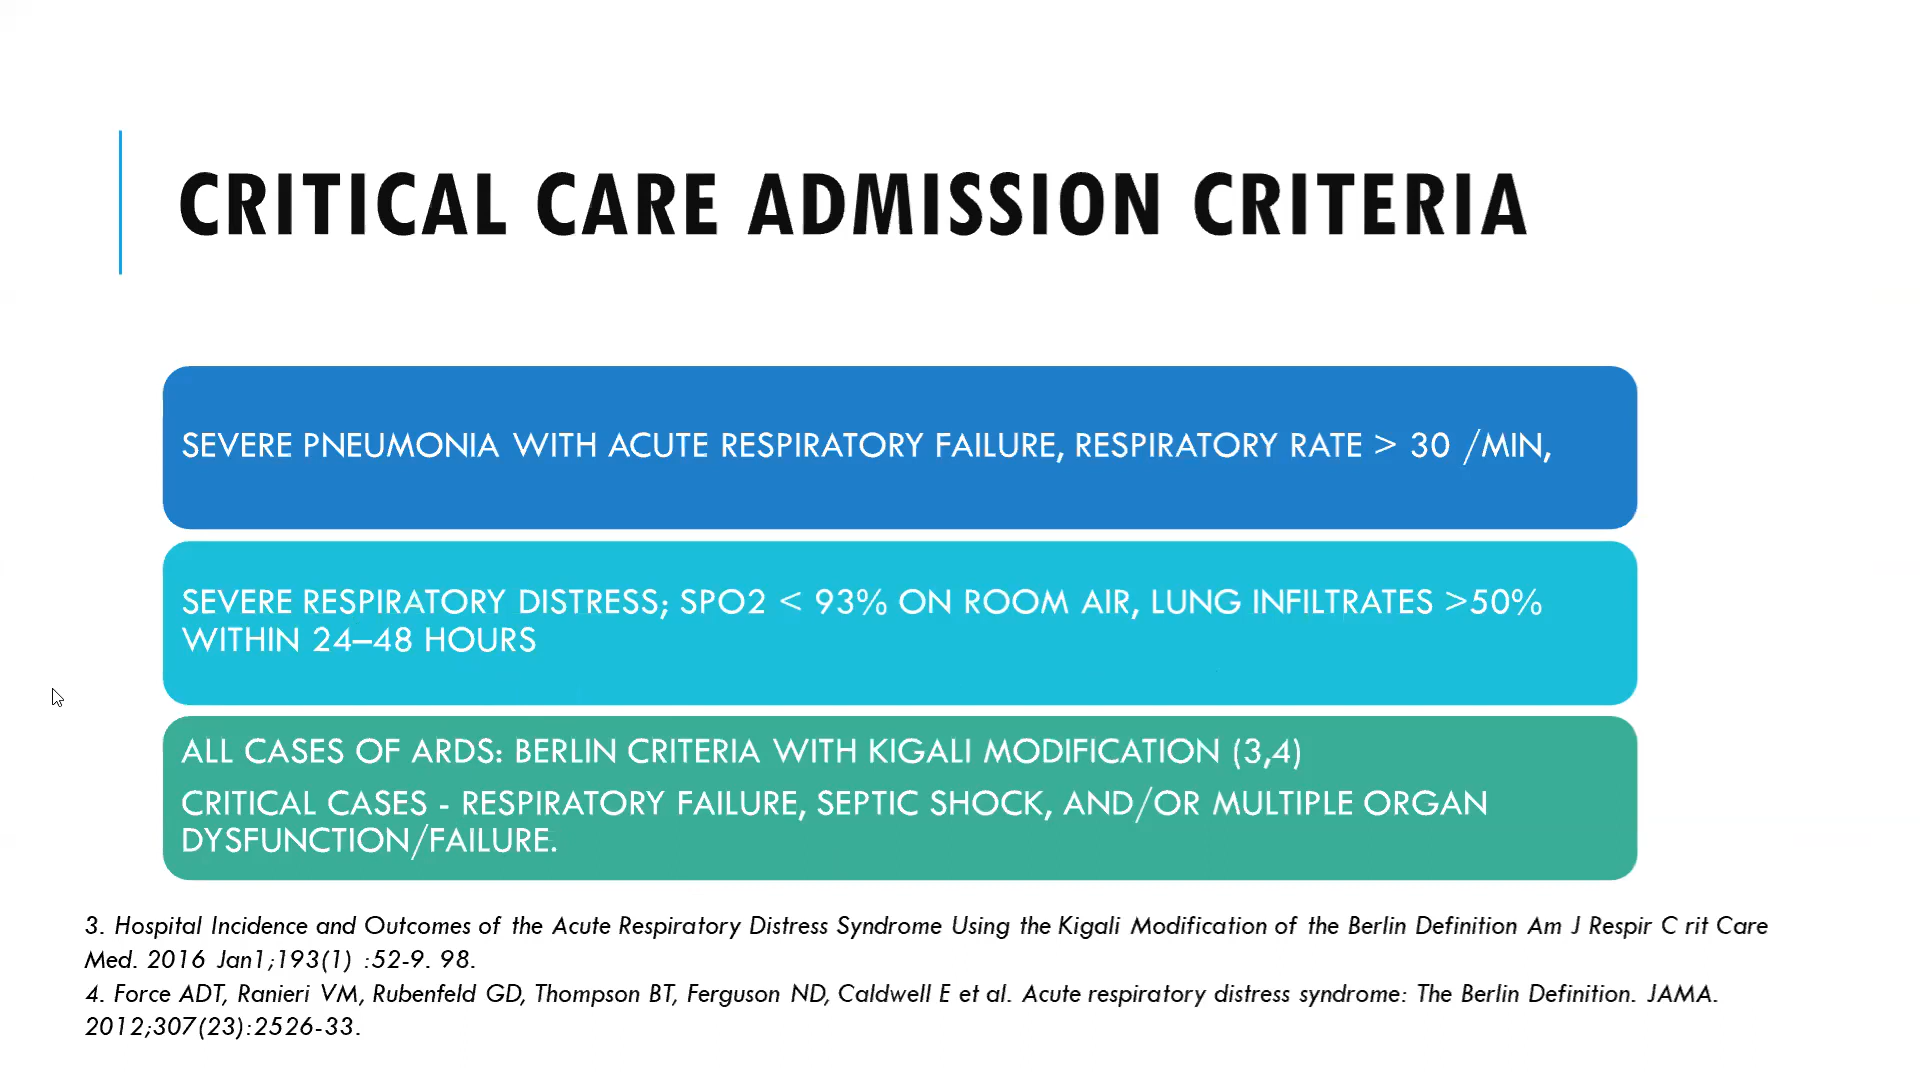 CRITICAL CARE ADMISSION CRITERIA
SEVERE PNEUMONIA WITH ACUTE RESPIRATORY FAILURE, RESPIRATORY RATE > 30 /MIN,
SEVERE RESPIRATORY DISTRESS; SPO2 < 93% ON ROOM AIR, LUNG INFILTRATES >50%
WITHIN 24–48 HOURS
ALL CASES OF ARDS: BERLIN CRITERIA WITH KIGALI MODIFICATION (3,4)
CRITICAL CASES - RESPIRATORY FAILURE, SEPTIC SHOCK, AND/OR MULTIPLE ORGAN
DYSFUNCTION/FAILURE.
3. Hospital Incidence and Outcomes of the Acute Respiratory Distress Syndrome Using the Kigali Modification of the Berlin Definition Am J Respir C rit Care
Med. 2016 Jan1;193(1) :52-9. 98.
4. Force ADT, Ranieri VM, Rubenfeld GD, Thompson BT, Ferguson ND, Caldwell E et al. Acute respiratory distress syndrome: The Berlin Definition. JAMA.
2012;307(23):2526-33.